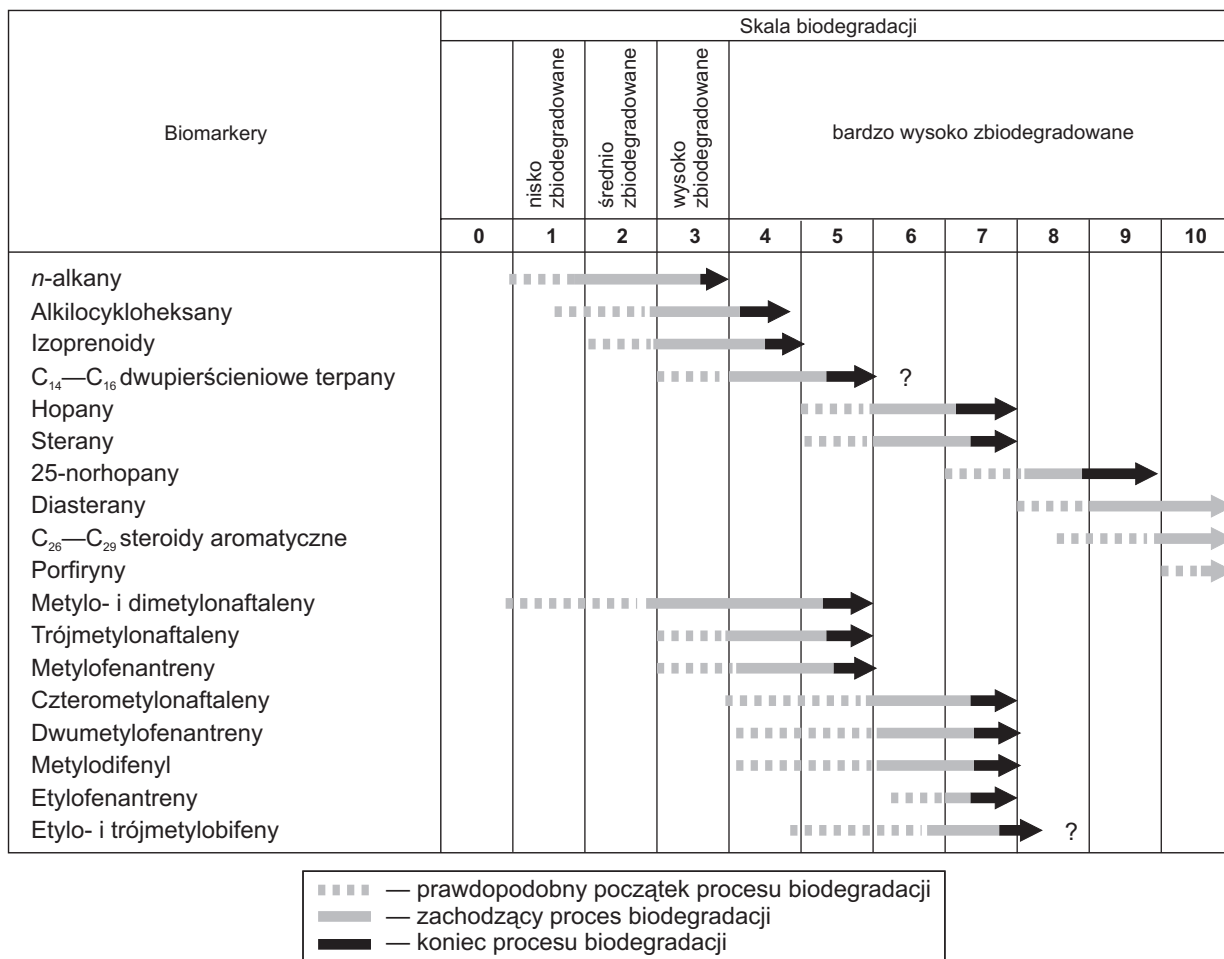 Biomarkery
Skala biodegradacji
nisko
zbiodegradowane
średnio
zbiodegradowane
wysoko
zbiodegradowane
bardzo wysoko zbiodegradowane
0 1 2 3 4 5 6 7 8 9 10
n-alkany
Alkilocykloheksany
Izoprenoidy
C₁₄—C₁₆ dwupierścieniowe terpany ?
Hopany
Sterany
25-norhopany
Diasterany
C₂₆—C₂₉ steroidy aromatyczne
Porfiryny
Metylo- i dimetylonaftaleny
Trójmetylonaftaleny
Metylofenantreny
Czterometylonaftaleny
Dwumetylofenantreny
Metylodifenyl
Etylofenantreny
Etylo- i trójmetylobifeny ?
— prawdopodobny początek procesu biodegradacji
— zachodzący proces biodegradacji
— koniec procesu biodegradacji